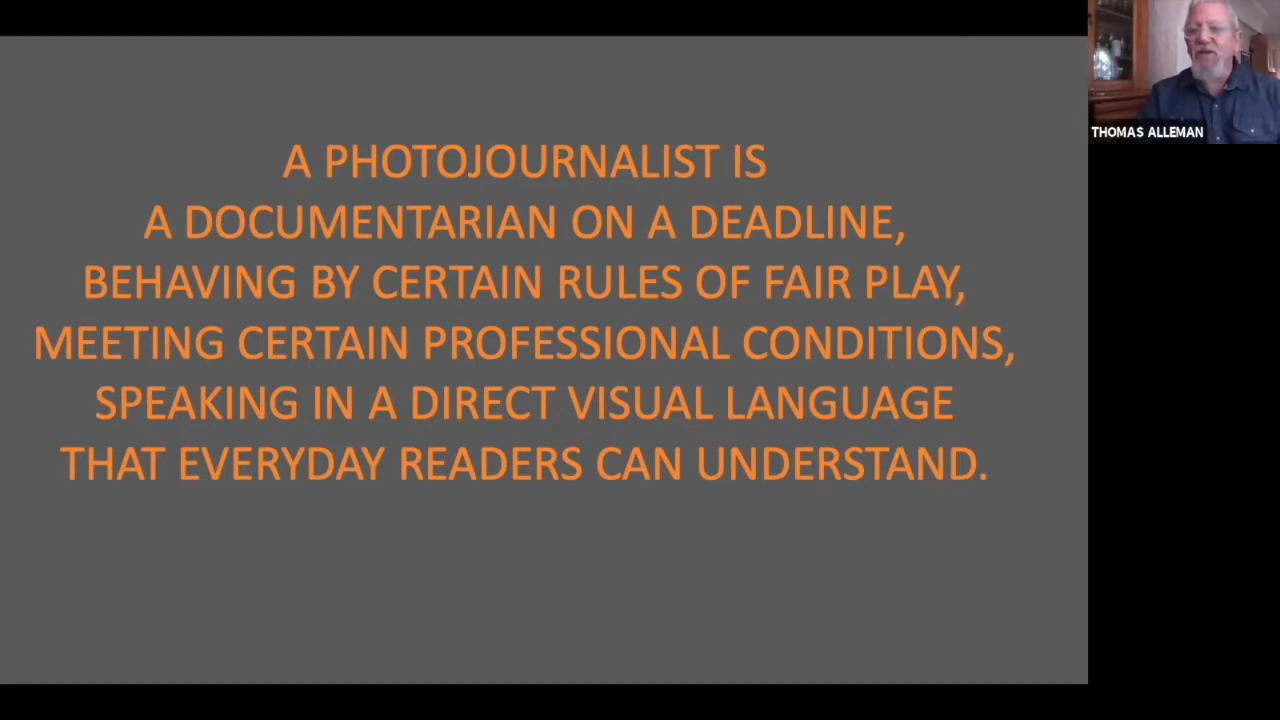 A PHOTOJOURNALIST IS
A DOCUMENTARIAN ON A DEADLINE,
BEHAVING BY CERTAIN RULES OF FAIR PLAY,
MEETING CERTAIN PROFESSIONAL CONDITIONS,
SPEAKING IN A DIRECT VISUAL LANGUAGE
THAT EVERYDAY READERS CAN UNDERSTAND.
THOMAS ALLEMAN